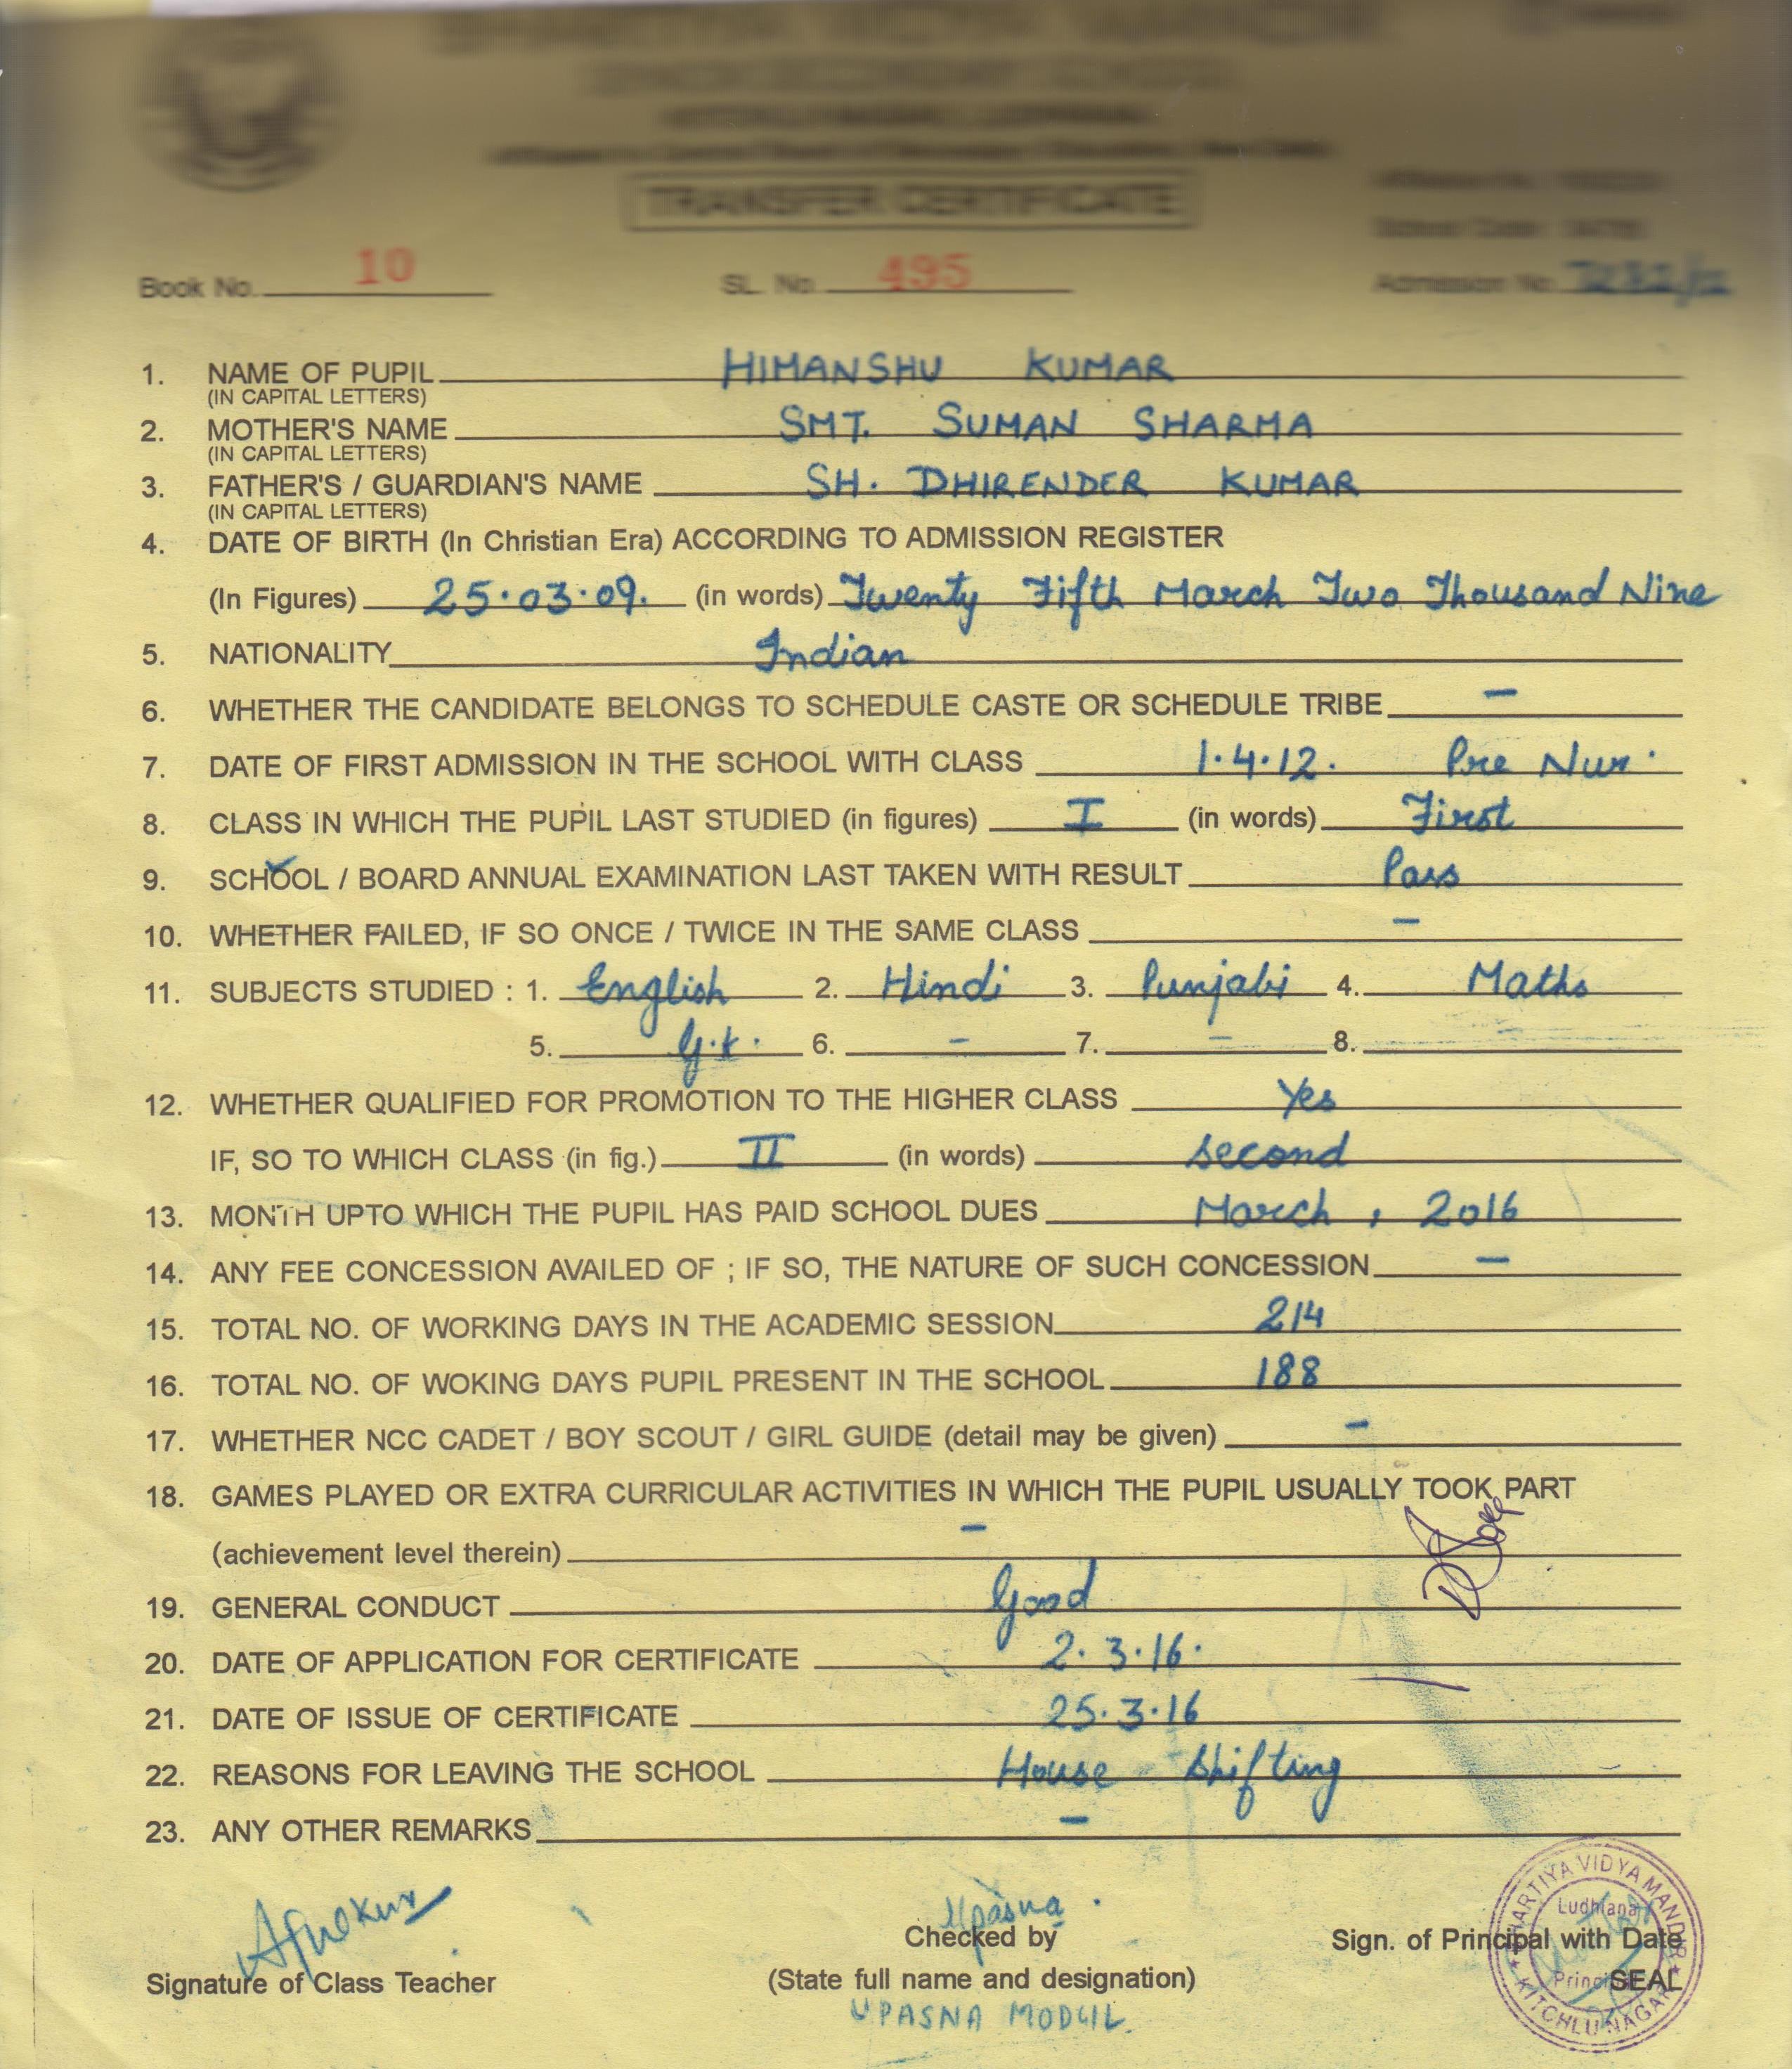 TRANSFER CERTIFICATE
Book No. 10 SL. No. 495 Admission No.
1. NAME OF PUPIL HIMANSHU KUMAR
(IN CAPITAL LETTERS)
2. MOTHER'S NAME SMT. SUMAN SHARMA
(IN CAPITAL LETTERS)
3. FATHER'S / GUARDIAN'S NAME SH. DHIRENDER KUMAR
(IN CAPITAL LETTERS)
4. DATE OF BIRTH (In Christian Era) ACCORDING TO ADMISSION REGISTER
(In Figures) 25.03.09. (in words) Twenty Fifth March Two Thousand Nine
5. NATIONALITY Indian
6. WHETHER THE CANDIDATE BELONGS TO SCHEDULE CASTE OR SCHEDULE TRIBE –
7. DATE OF FIRST ADMISSION IN THE SCHOOL WITH CLASS 1.4.12. Pre Nur.
8. CLASS IN WHICH THE PUPIL LAST STUDIED (in figures) I (in words) First
9. SCHOOL / BOARD ANNUAL EXAMINATION LAST TAKEN WITH RESULT Pass
10. WHETHER FAILED, IF SO ONCE / TWICE IN THE SAME CLASS –
11. SUBJECTS STUDIED : 1. English 2. Hindi 3. Punjabi 4. Maths
5. G.K. 6. – 7. – 8. –
12. WHETHER QUALIFIED FOR PROMOTION TO THE HIGHER CLASS Yes
IF, SO TO WHICH CLASS (in fig.) II (in words) Second
13. MONTH UPTO WHICH THE PUPIL HAS PAID SCHOOL DUES March, 2016
14. ANY FEE CONCESSION AVAILED OF ; IF SO, THE NATURE OF SUCH CONCESSION –
15. TOTAL NO. OF WORKING DAYS IN THE ACADEMIC SESSION 214
16. TOTAL NO. OF WOKING DAYS PUPIL PRESENT IN THE SCHOOL 188
17. WHETHER NCC CADET / BOY SCOUT / GIRL GUIDE (detail may be given) –
18. GAMES PLAYED OR EXTRA CURRICULAR ACTIVITIES IN WHICH THE PUPIL USUALLY TOOK PART
(achievement level therein) –
19. GENERAL CONDUCT Good
20. DATE OF APPLICATION FOR CERTIFICATE 2.3.16.
21. DATE OF ISSUE OF CERTIFICATE 25.3.16
22. REASONS FOR LEAVING THE SCHOOL House Shifting
23. ANY OTHER REMARKS –
Upasna
Checked by
Sign. of Principal with Date
Signature of Class Teacher
(State full name and designation)
SEAL
UPASNA MODGIL
BHARTIYA VIDYA MANDIR
Ludhiana
Principal
KITCHLU NAGAR